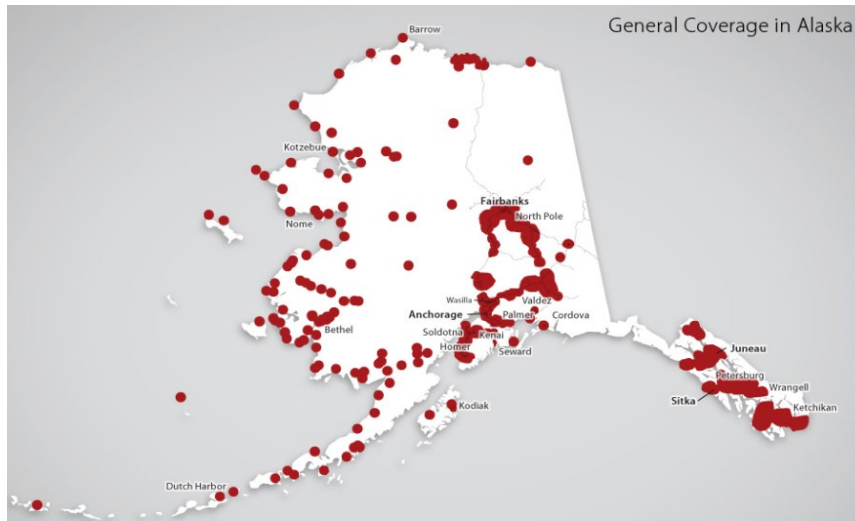 General Coverage in Alaska
Barrow
Kotzebue
Fairbanks
North Pole
Nome
Wasilla
Valdez
Anchorage
Palmer
Cordova
Bethel
Soldotna
Kenai
Homer
Seward
Juneau
Petersburg
Wrangell
Sitka
Ketchikan
Kodiak
Dutch Harbor